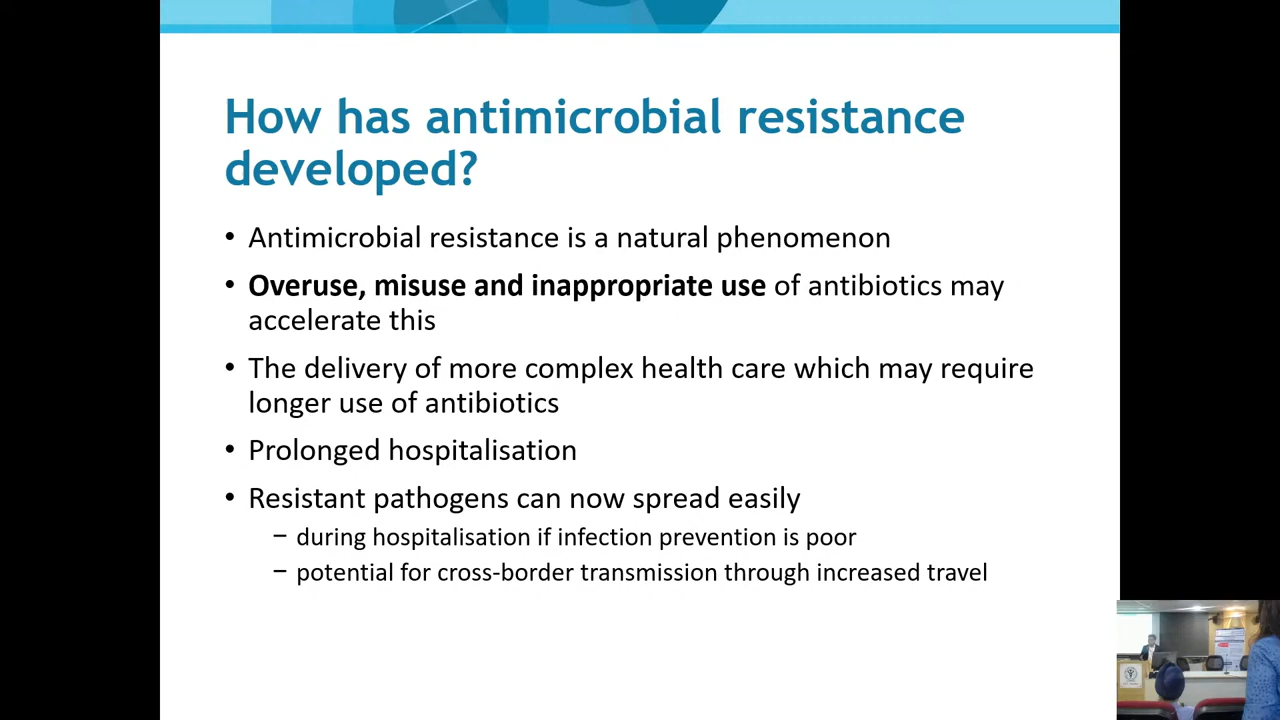 How has antimicrobial resistance
developed?
• Antimicrobial resistance is a natural phenomenon
• Overuse, misuse and inappropriate use of antibiotics may
accelerate this
• The delivery of more complex health care which may require
longer use of antibiotics
• Prolonged hospitalisation
• Resistant pathogens can now spread easily
– during hospitalisation if infection prevention is poor
– potential for cross-border transmission through increased travel